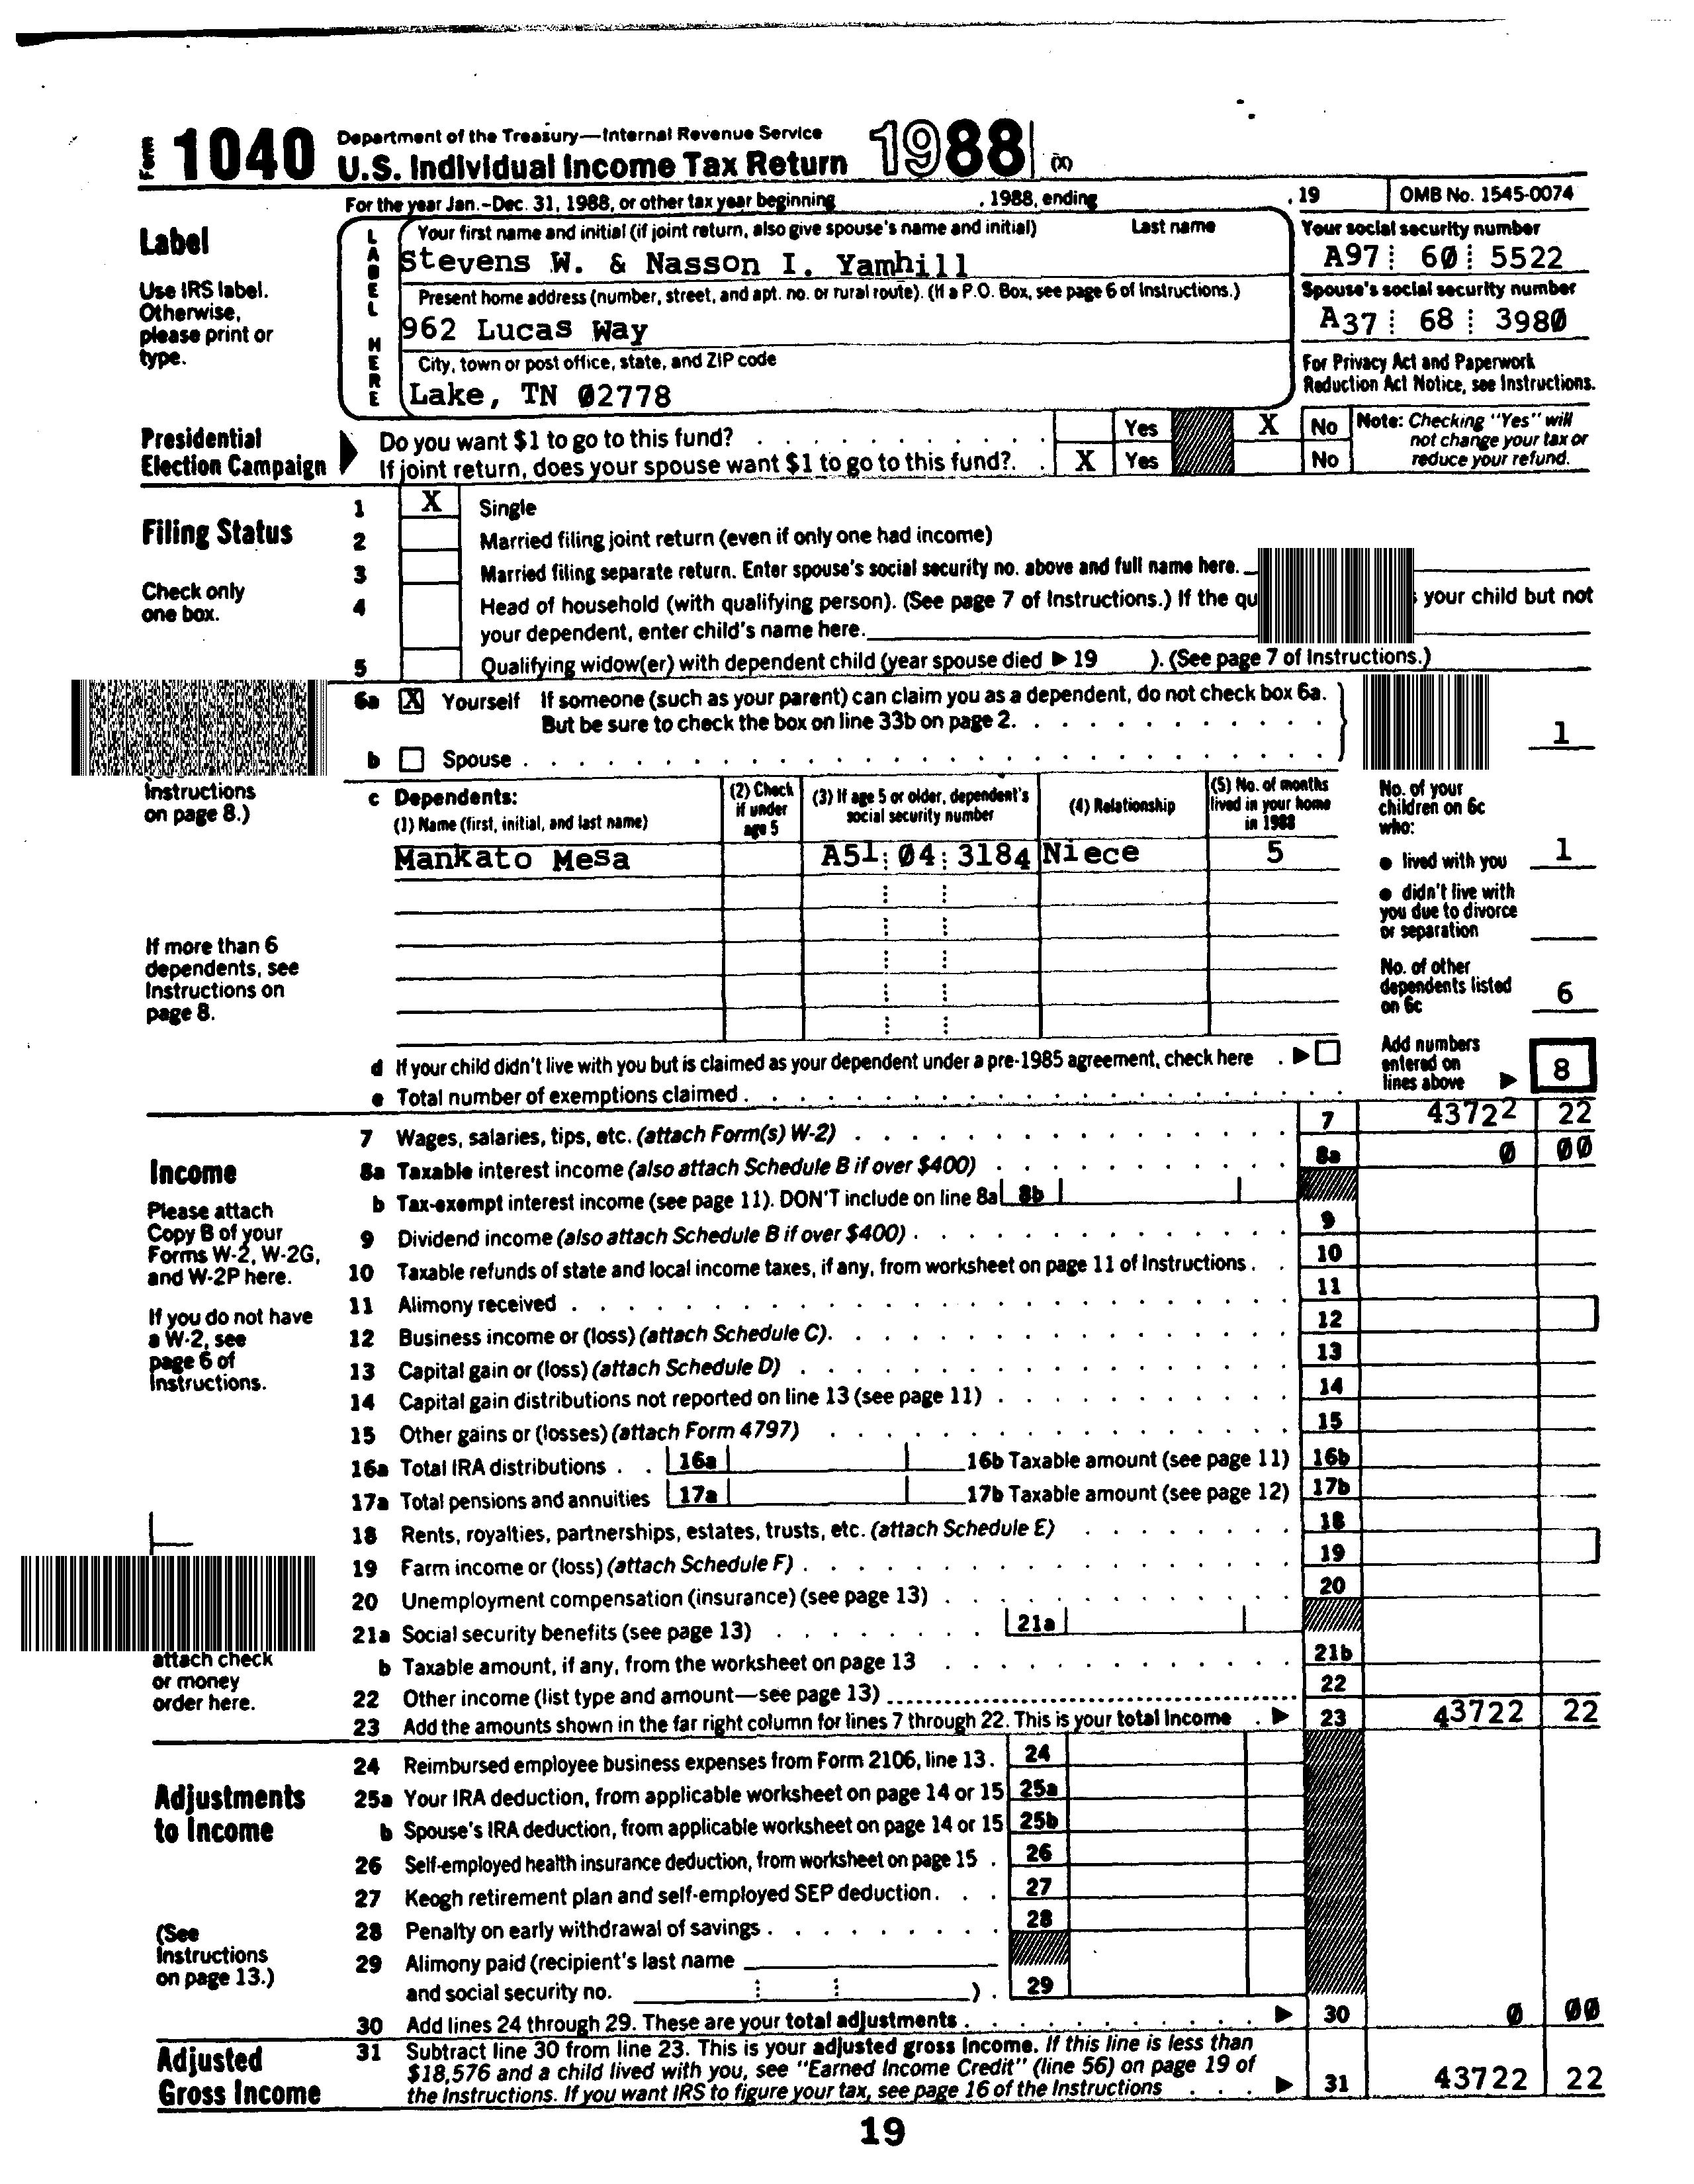 Form 1040 Department of the Treasury—Internal Revenue Service
U.S. Individual Income Tax Return 1988 (X)
For the year Jan.-Dec. 31, 1988, or other tax year beginning , 1988, ending , 19 OMB No. 1545-0074
Label
Use IRS label.
Otherwise,
please print or
type.
LABEL HERE
Your first name and initial (if joint return, also give spouse's name and initial) Last name
Stevens W. & Nasson I. Yamhill
Your social security number
A97 60 5522
Present home address (number, street, and apt. no. or rural route). (If a P.O. Box, see page 6 of Instructions.)
962 Lucas Way
Spouse's social security number
A37 68 3980
City, town or post office, state, and ZIP code
Lake, TN 02778
For Privacy Act and Paperwork
Reduction Act Notice, see Instructions.
Presidential
Election Campaign
Do you want $1 to go to this fund? Yes X No
If joint return, does your spouse want $1 to go to this fund? X Yes No
Note: Checking "Yes" will
not change your tax or
reduce your refund.
Filing Status
Check only
one box.
1 X Single
2 Married filing joint return (even if only one had income)
3 Married filing separate return. Enter spouse's social security no. above and full name here.
4 Head of household (with qualifying person). (See page 7 of Instructions.) If the qu your child but not
your dependent, enter child's name here.
5 Qualifying widow(er) with dependent child (year spouse died ▶ 19 ). (See page 7 of Instructions.)
6a X Yourself If someone (such as your parent) can claim you as a dependent, do not check box 6a.
But be sure to check the box on line 33b on page 2. 1
b Spouse
Instructions
on page 8.)
c Dependents:
(1) Name (first, initial, and last name)
(2) Check
if under
age 5
(3) If age 5 or older, dependent's
social security number
(4) Relationship
(5) No. of months
lived in your home
in 1988
Mankato Mesa A51 04 3184 Niece 5
No. of your
children on 6c
who:
● lived with you 1
● didn't live with
you due to divorce
or separation
No. of other
dependents listed
on 6c 6
If more than 6
dependents, see
Instructions on
page 8.
d If your child didn't live with you but is claimed as your dependent under a pre-1985 agreement, check here ▶
e Total number of exemptions claimed
Add numbers
entered on
lines above ▶ 8
Income
Please attach
Copy B of your
Forms W-2, W-2G,
and W-2P here.
If you do not have
a W-2, see
page 6 of
Instructions.
7 Wages, salaries, tips, etc. (attach Form(s) W-2) 7 43722 22
8a Taxable interest income (also attach Schedule B if over $400) 8a 0 00
b Tax-exempt interest income (see page 11). DON'T include on line 8a 8b
9 Dividend income (also attach Schedule B if over $400) 9
10 Taxable refunds of state and local income taxes, if any, from worksheet on page 11 of Instructions 10
11 Alimony received 11
12 Business income or (loss) (attach Schedule C) 12
13 Capital gain or (loss) (attach Schedule D) 13
14 Capital gain distributions not reported on line 13 (see page 11) 14
15 Other gains or (losses) (attach Form 4797) 15
16a Total IRA distributions 16a 16b Taxable amount (see page 11) 16b
17a Total pensions and annuities 17a 17b Taxable amount (see page 12) 17b
18 Rents, royalties, partnerships, estates, trusts, etc. (attach Schedule E) 18
19 Farm income or (loss) (attach Schedule F) 19
20 Unemployment compensation (insurance) (see page 13) 20
21a Social security benefits (see page 13) 21a
b Taxable amount, if any, from the worksheet on page 13 21b
attach check
or money
order here.
22 Other income (list type and amount—see page 13) 22
23 Add the amounts shown in the far right column for lines 7 through 22. This is your total income ▶ 23 43722 22
Adjustments
to Income
(See
Instructions
on page 13.)
24 Reimbursed employee business expenses from Form 2106, line 13 24
25a Your IRA deduction, from applicable worksheet on page 14 or 15 25a
b Spouse's IRA deduction, from applicable worksheet on page 14 or 15 25b
26 Self-employed health insurance deduction, from worksheet on page 15 26
27 Keogh retirement plan and self-employed SEP deduction 27
28 Penalty on early withdrawal of savings 28
29 Alimony paid (recipient's last name
and social security no. ) 29
30 Add lines 24 through 29. These are your total adjustments ▶ 30 0 00
Adjusted
Gross Income
31 Subtract line 30 from line 23. This is your adjusted gross income. If this line is less than
$18,576 and a child lived with you, see "Earned Income Credit" (line 56) on page 19 of
the Instructions. If you want IRS to figure your tax, see page 16 of the Instructions ▶ 31 43722 22
19